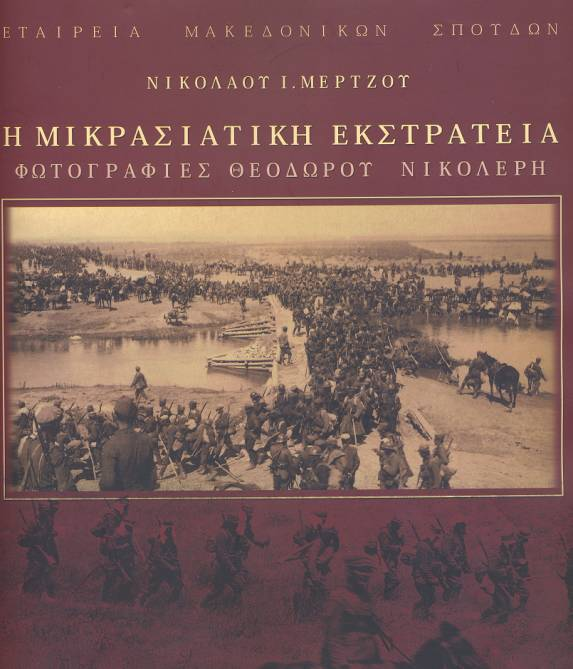 ΕΤΑΙΡΕΙΑ ΜΑΚΕΔΟΝΙΚΩΝ ΣΠΟΥΔΩΝ
ΝΙΚΟΛΑΟΥ Ι. ΜΕΡΤΖΟΥ
Η ΜΙΚΡΑΣΙΑΤΙΚΗ ΕΚΣΤΡΑΤΕΙΑ
ΦΩΤΟΓΡΑΦΙΕΣ ΘΕΟΔΩΡΟΥ ΝΙΚΟΛΕΡΗ